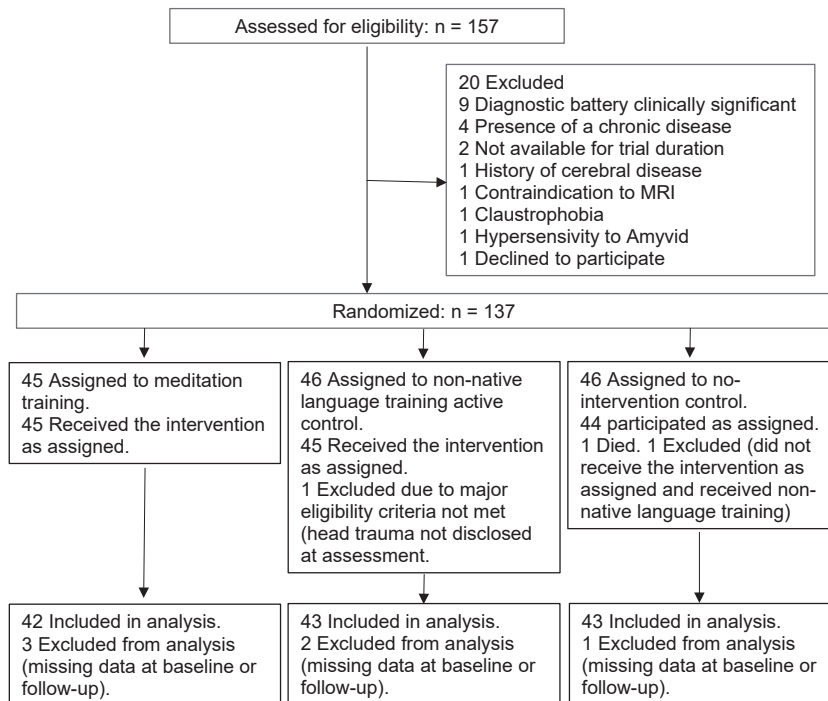 Assessed for eligibility: n = 157
20 Excluded
9 Diagnostic battery clinically significant
4 Presence of a chronic disease
2 Not available for trial duration
1 History of cerebral disease
1 Contraindication to MRI
1 Claustrophobia
1 Hypersensivity to Amyvid
1 Declined to participate
Randomized: n = 137
45 Assigned to meditation
training.
45 Received the intervention
as assigned.
46 Assigned to non-native
language training active
control.
45 Received the intervention
as assigned.
1 Excluded due to major
eligibility criteria not met
(head trauma not disclosed
at assessment.
46 Assigned to no-
intervention control.
44 participated as assigned.
1 Died. 1 Excluded (did not
receive the intervention as
assigned and received non-
native language training)
42 Included in analysis.
3 Excluded from analysis
(missing data at baseline or
follow-up).
43 Included in analysis.
2 Excluded from analysis
(missing data at baseline or
follow-up).
43 Included in analysis.
1 Excluded from analysis
(missing data at baseline or
follow-up).